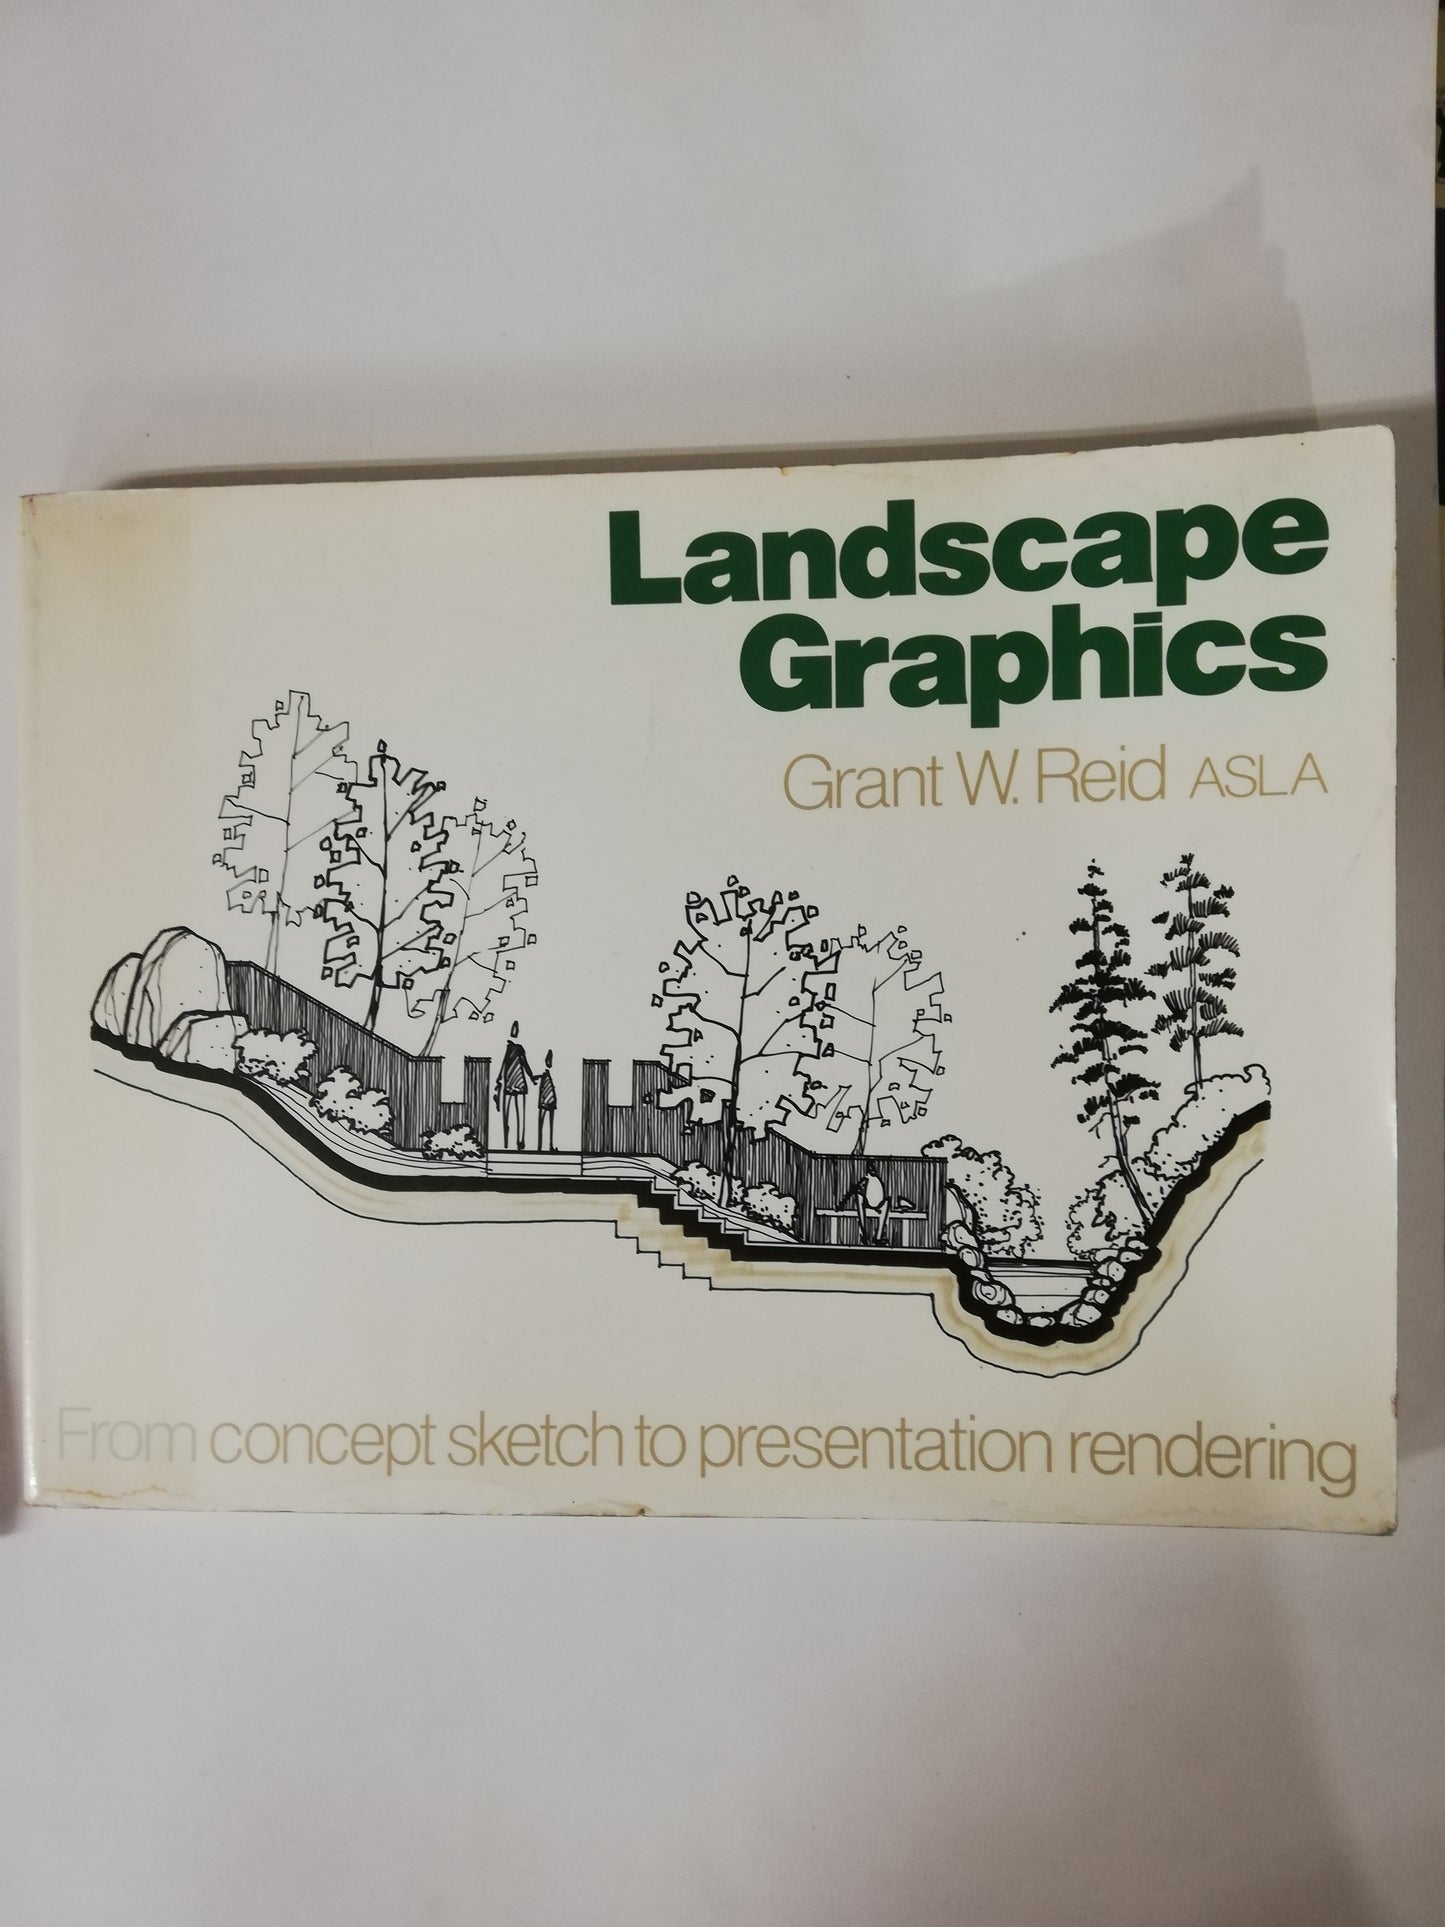 Landscape
Graphics
Grant W. Reid ASLA
From concept sketch to presentation rendering